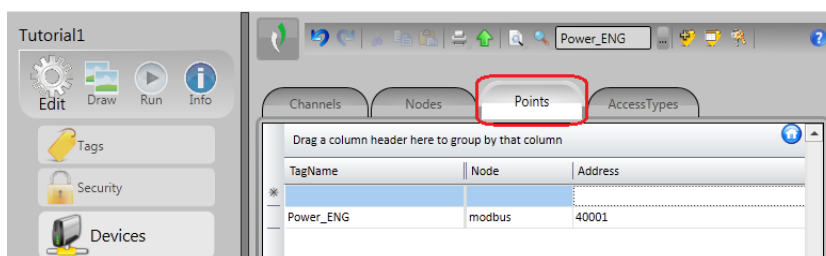 Tutorial1
Edit Draw Run Info
Tags
Security
Devices
Power_ENG ...
Channels Nodes Points AccessTypes
Drag a column header here to group by that column
TagName Node Address
Power_ENG modbus 40001